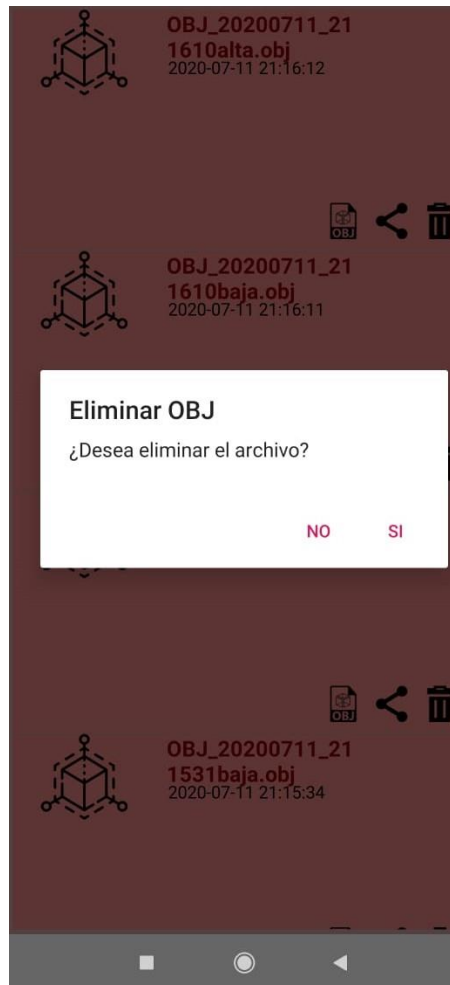 OBJ_20200711_21
1610alta.obj
2020-07-11 21:16:12
OBJ
OBJ_20200711_21
1610baja.obj
2020-07-11 21:16:11
Eliminar OBJ
¿Desea eliminar el archivo?
NO SI
OBJ
OBJ_20200711_21
1531baja.obj
2020-07-11 21:15:34